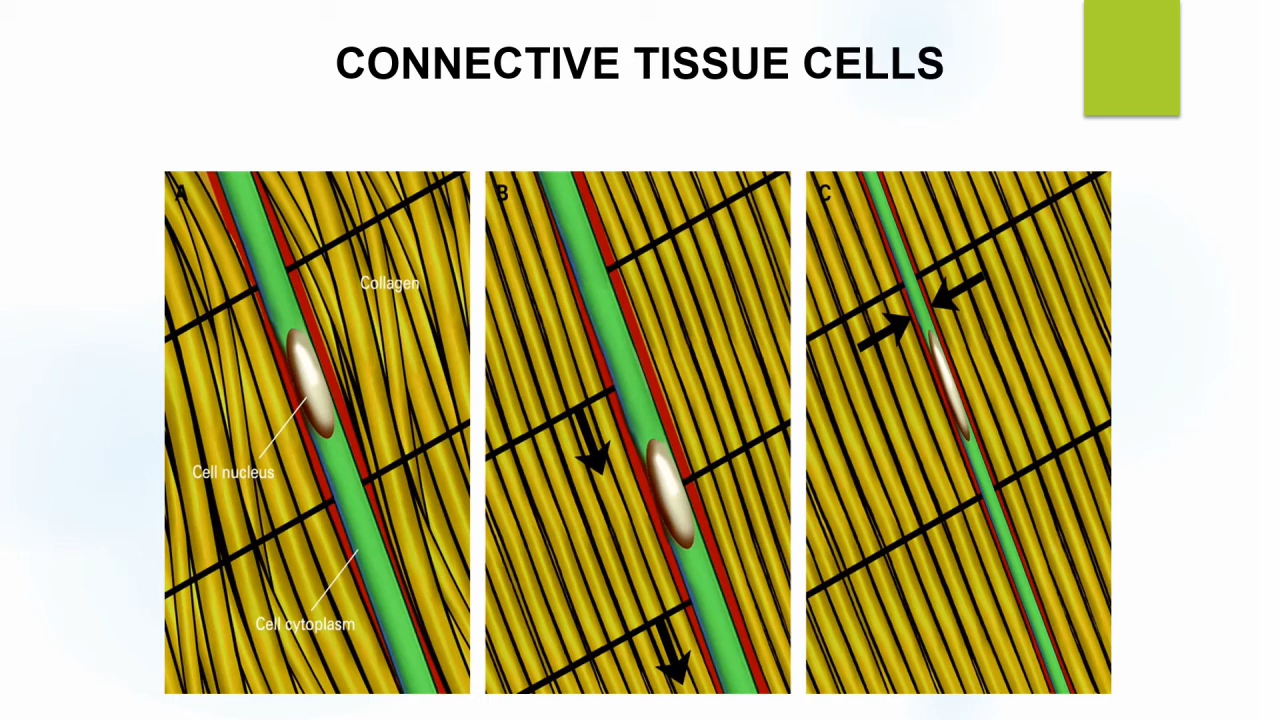 CONNECTIVE TISSUE CELLS
A
B
C
Collagen
Cell nucleus
Cell cytoplasm